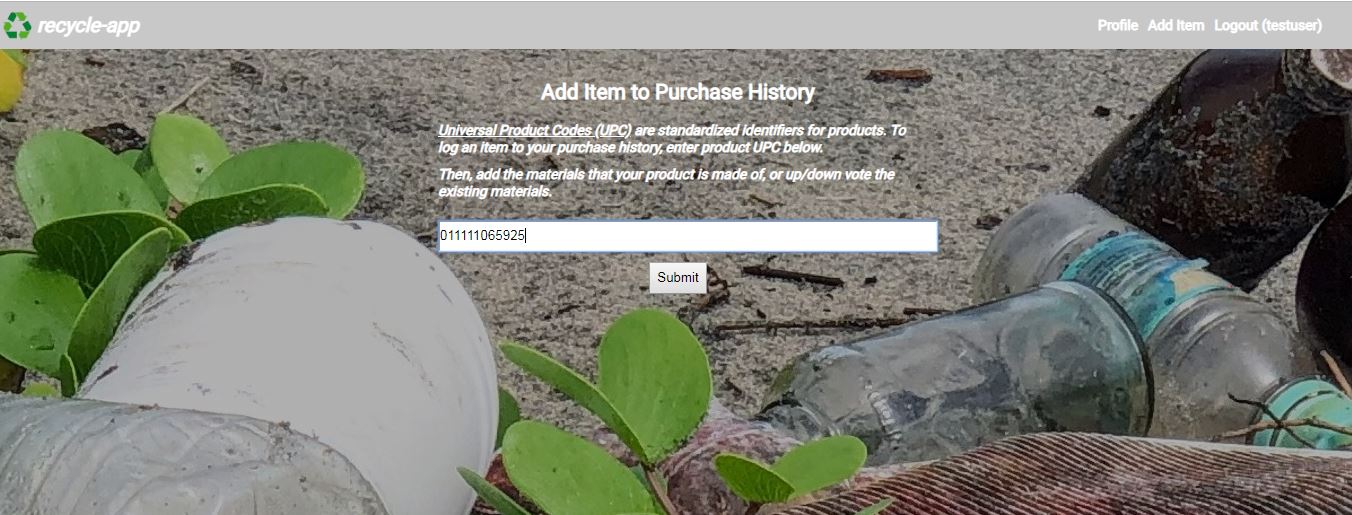 recycle-app
Profile Add Item Logout (testuser)
Add Item to Purchase History
Universal Product Codes (UPC) are standardized identifiers for products. To
log an item to your purchase history, enter product UPC below.
Then, add the materials that your product is made of, or up/down vote the
existing materials.
011111065925
Submit